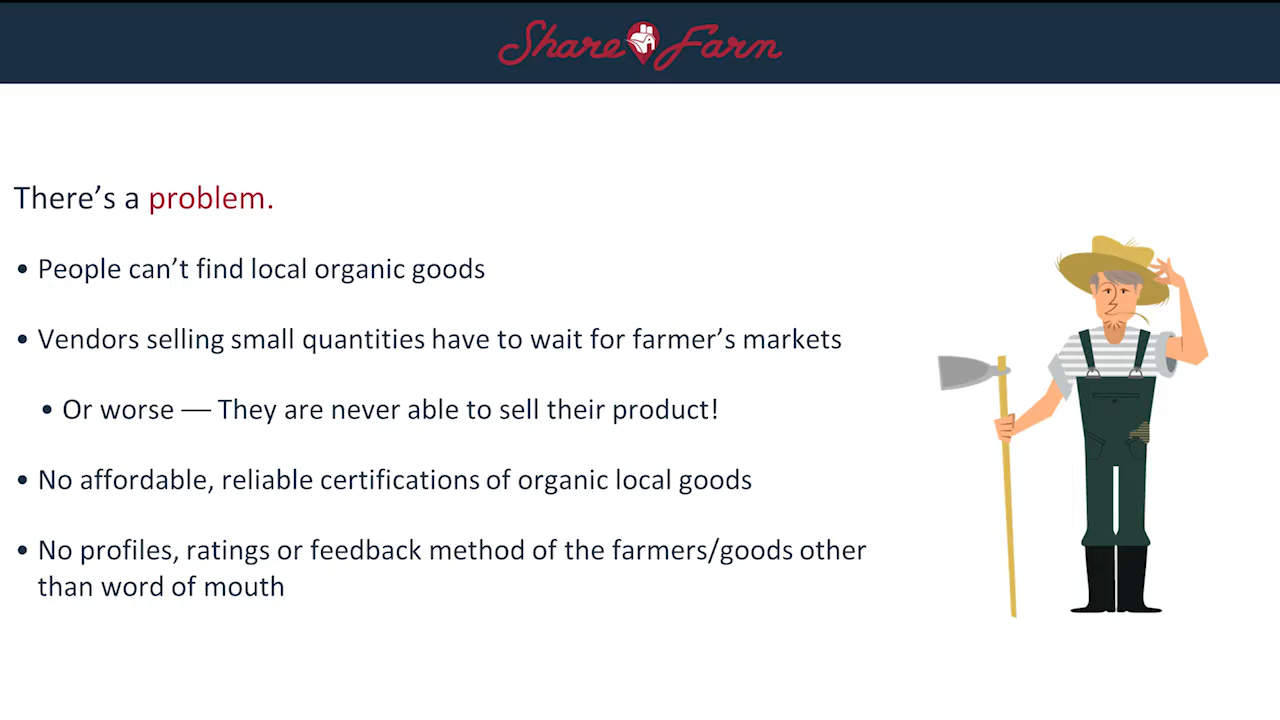 Share Farm
There's a problem.
• People can't find local organic goods
• Vendors selling small quantities have to wait for farmer's markets
• Or worse — They are never able to sell their product!
• No affordable, reliable certifications of organic local goods
• No profiles, ratings or feedback method of the farmers/goods other
than word of mouth